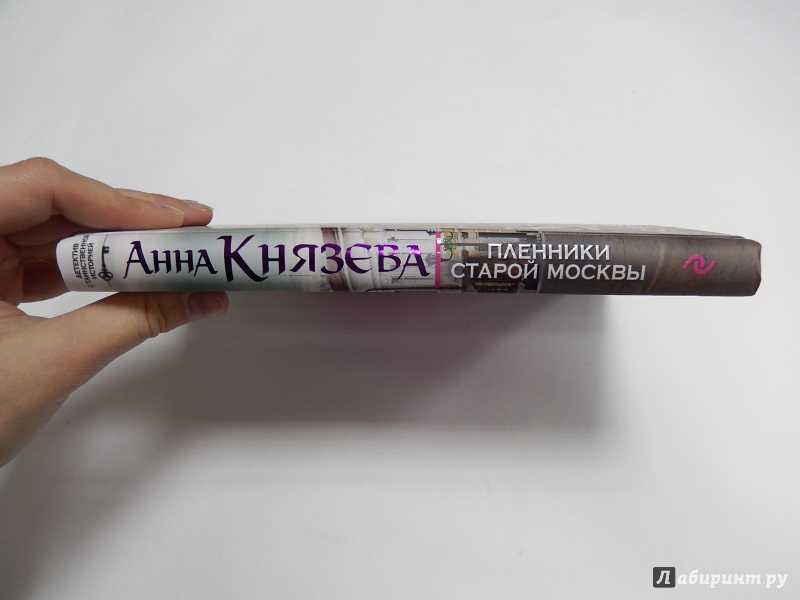 ДЕТЕКТИВ
С ТАИНСТВЕННОЙ
ИСТОРИЕЙ
АННА КНЯЗЕВА
ПЛЕННИКИ
СТАРОЙ МОСКВЫ
Лабиринт.ру